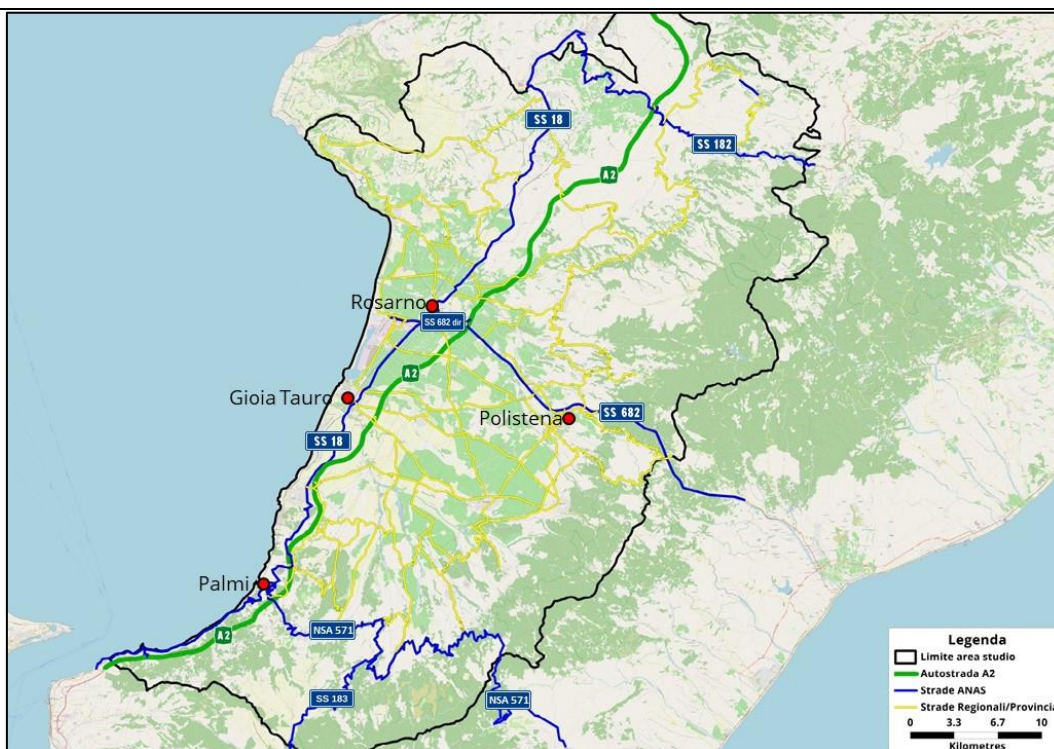 SS 18
SS 182
A2
Rosarno
SS 682 dir
A2
Gioia Tauro
Polistena
SS 682
SS 18
Palmi
A2
NSA 571
SS 183
NSA 571
Legenda
Limite area studio
Autostrada A2
Strade ANAS
Strade Regionali/Provincia
0 3.3 6.7 10
Kilometres